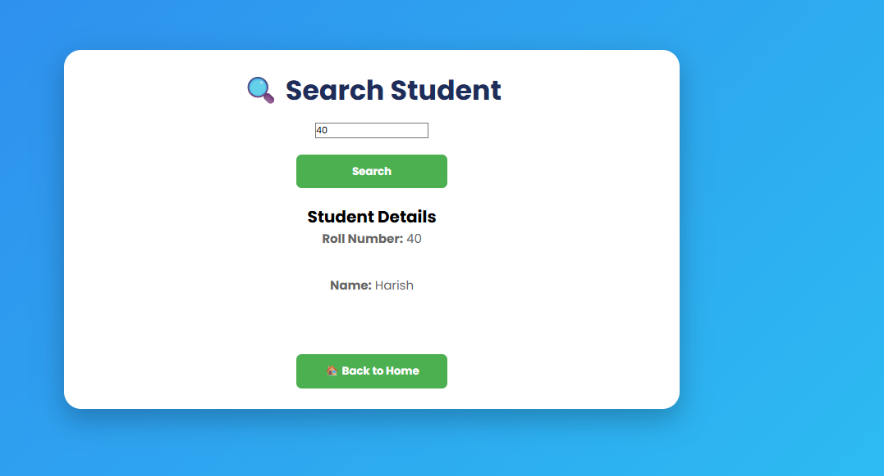 Search Student
40
Search
Student Details
Roll Number: 40
Name: Harish
Back to Home